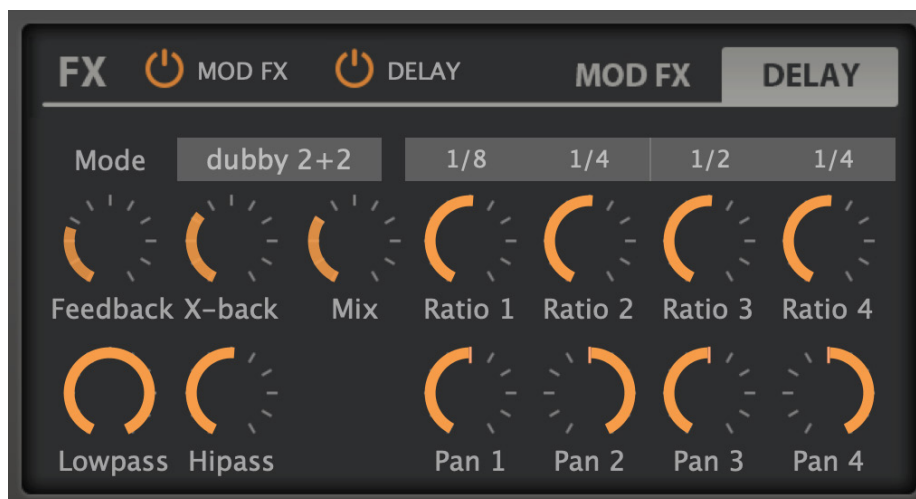 FX MOD FX DELAY MOD FX DELAY
Mode dubby 2+2 1/8 1/4 1/2 1/4
Feedback X-back Mix Ratio 1 Ratio 2 Ratio 3 Ratio 4
Lowpass Hipass Pan 1 Pan 2 Pan 3 Pan 4